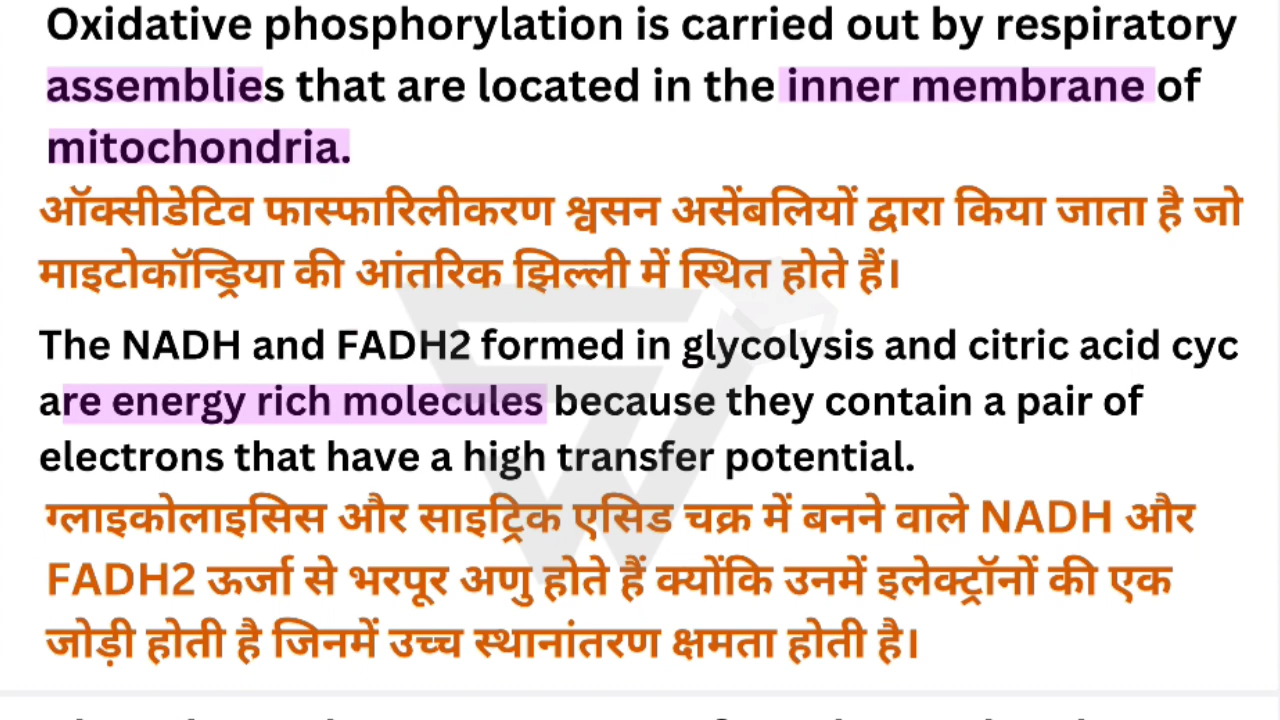 Oxidative phosphorylation is carried out by respiratory
assemblies that are located in the inner membrane of
mitochondria.
ऑक्सीडेटिव फास्फारिलीकरण श्वसन असेंबलियों द्वारा किया जाता है जो
माइटोकॉन्ड्रिया की आंतरिक झिल्ली में स्थित होते हैं।
The NADH and FADH2 formed in glycolysis and citric acid cyc
are energy rich molecules because they contain a pair of
electrons that have a high transfer potential.
ग्लाइकोलाइसिस और साइट्रिक एसिड चक्र में बनने वाले NADH और
FADH2 ऊर्जा से भरपूर अणु होते हैं क्योंकि उनमें इलेक्ट्रॉनों की एक
जोड़ी होती है जिनमें उच्च स्थानांतरण क्षमता होती है।